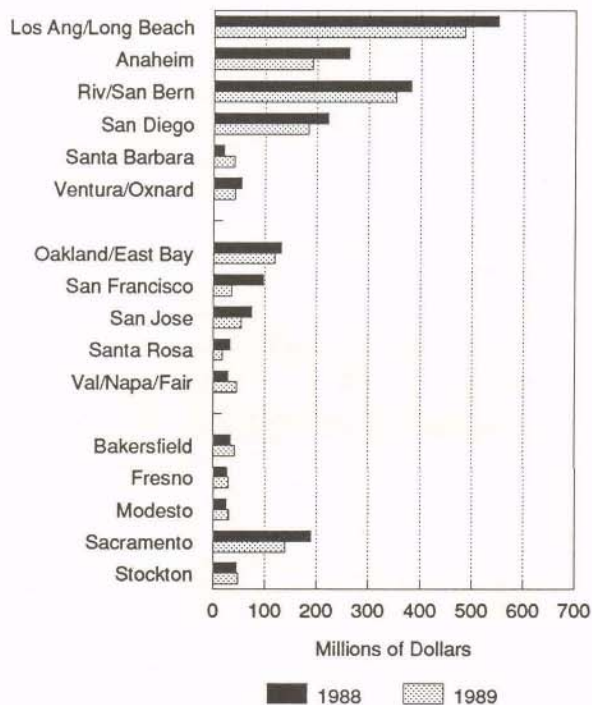 Los Ang/Long Beach
Anaheim
Riv/San Bern
San Diego
Santa Barbara
Ventura/Oxnard
Oakland/East Bay
San Francisco
San Jose
Santa Rosa
Val/Napa/Fair
Bakersfield
Fresno
Modesto
Sacramento
Stockton
0 100 200 300 400 500 600 700
Millions of Dollars
1988 1989